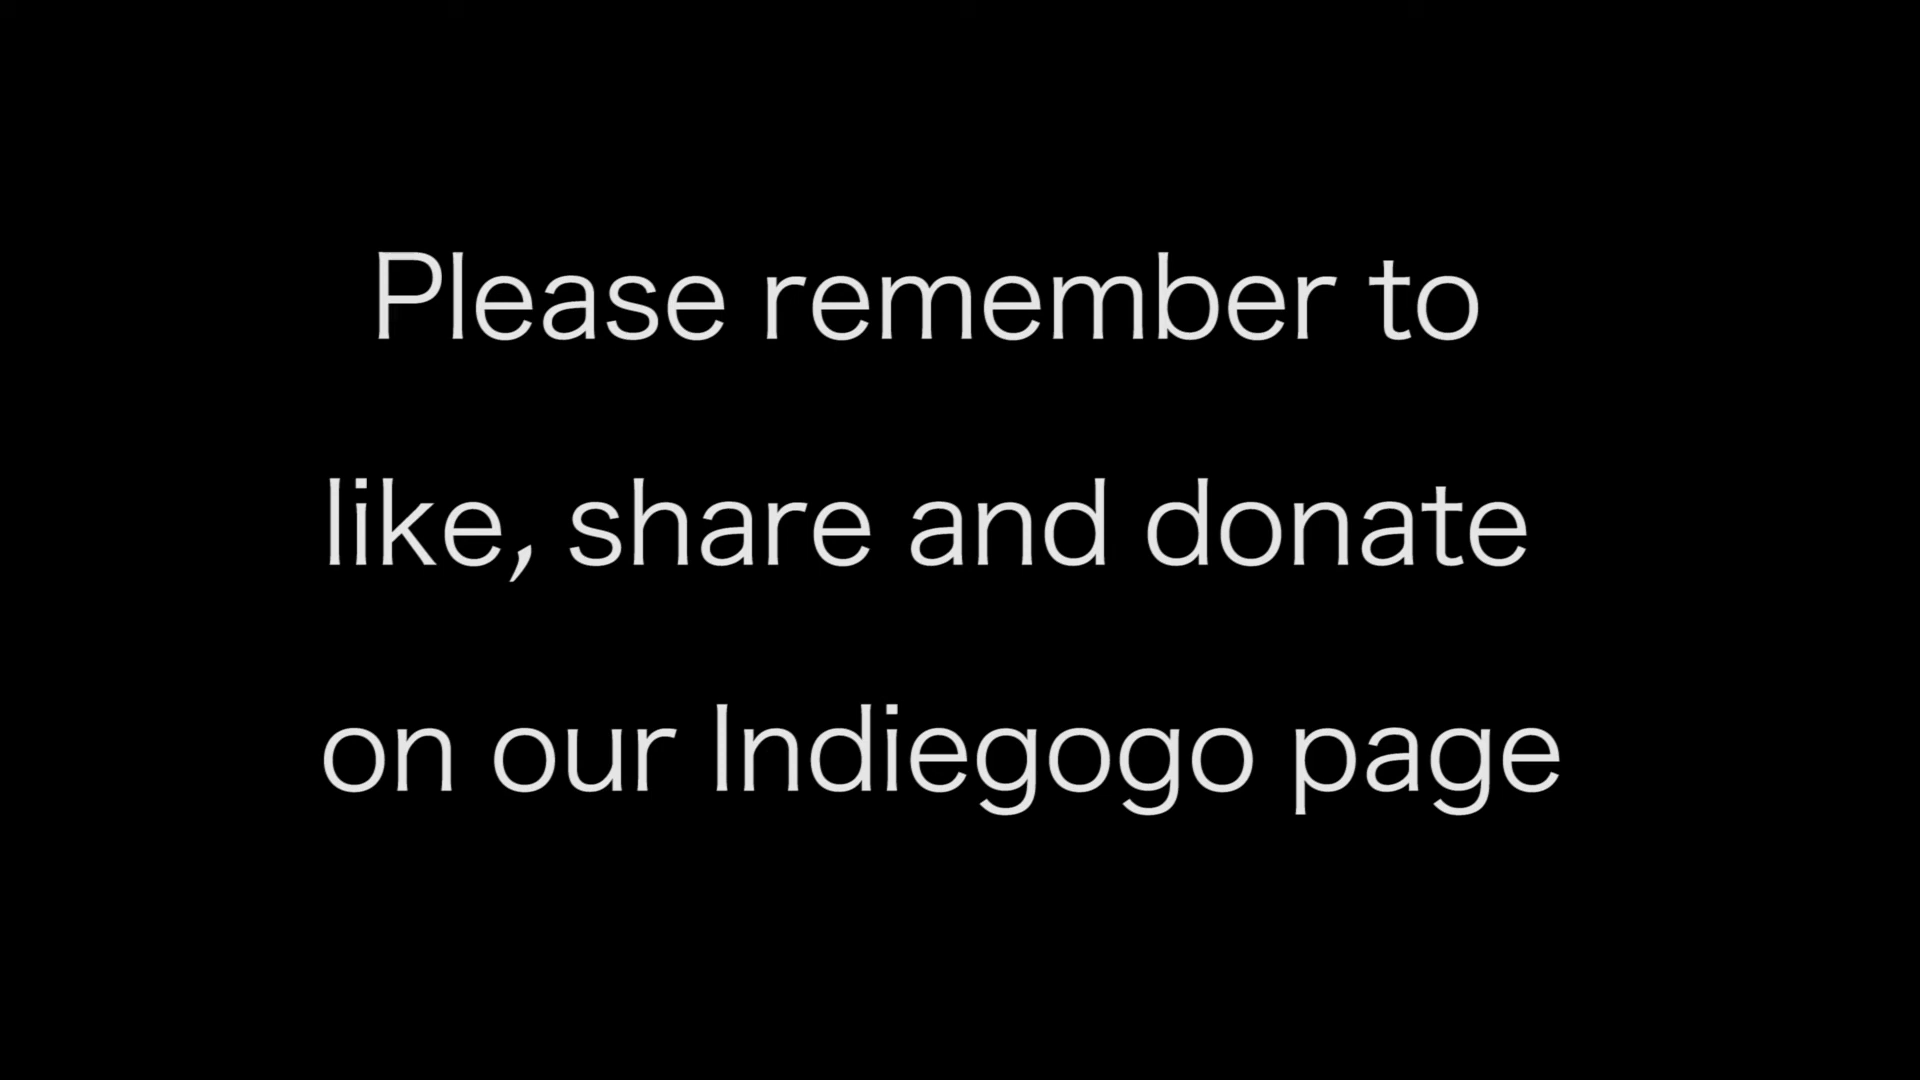 Please remember to
like, share and donate
on our Indiegogo page